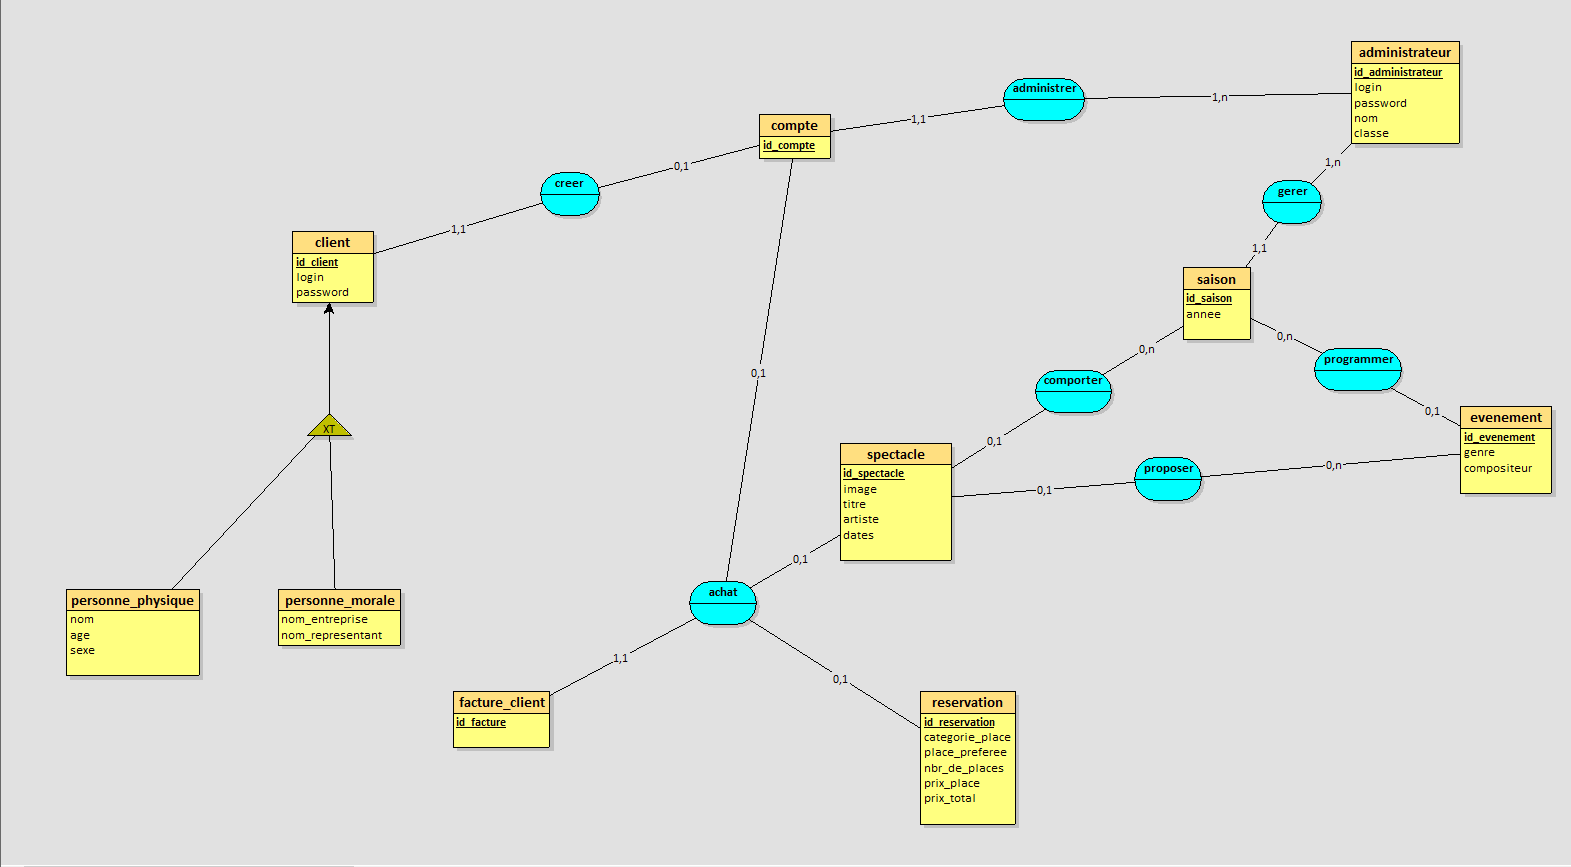 administrateur
id_administrateur
login
password
nom
classe
administrer
1,n
1,1
compte
id_compte
1,n
0,1
creer
gerer
1,1
client
id_client
login
password
1,1
saison
id_saison
annee
0,n
0,n
programmer
comporter
0,1
0,1
evenement
id_evenement
genre
compositeur
0,1
XT
spectacle
id_spectacle
image
titre
artiste
dates
proposer
0,n
0,1
0,1
achat
personne_physique
nom
age
sexe
personne_morale
nom_entreprise
nom_representant
1,1
0,1
facture_client
id_facture
reservation
id_reservation
categorie_place
place_preferee
nbr_de_places
prix_place
prix_total